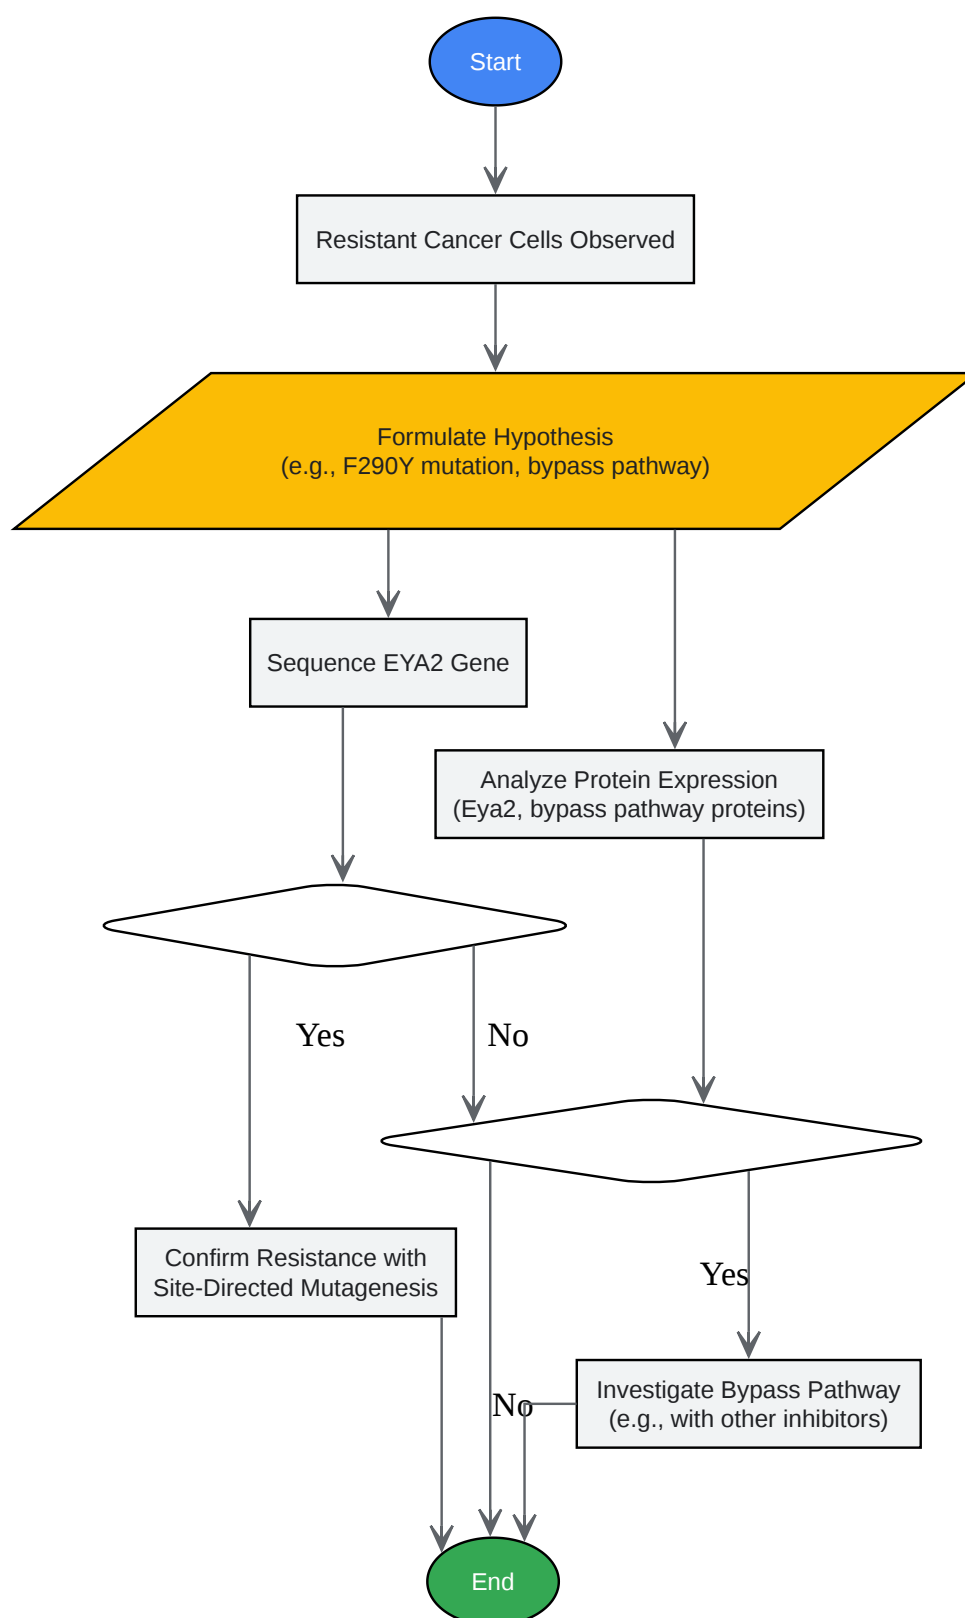 Start
Resistant Cancer Cells Observed
Formulate Hypothesis
(e.g., F290Y mutation, bypass pathway)
Sequence EYA2 Gene
Analyze Protein Expression
(Eya2, bypass pathway proteins)
Yes
No
Confirm Resistance with
Site-Directed Mutagenesis
Yes
Investigate Bypass Pathway
(e.g., with other inhibitors)
No
End